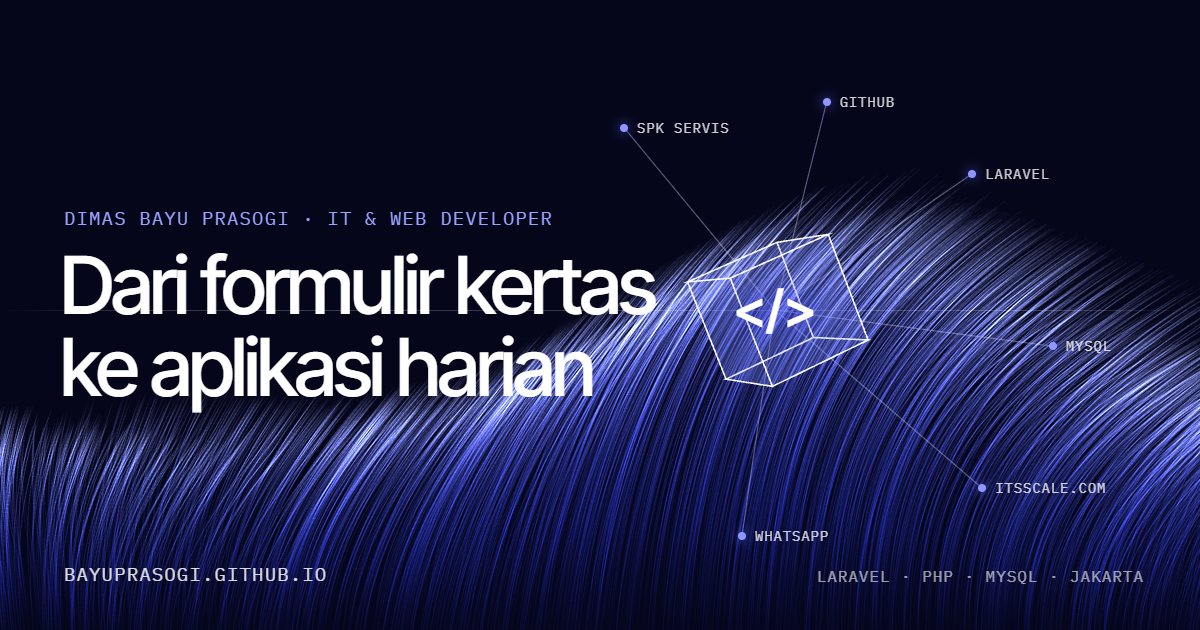 GITHUB
SPK SERVIS
LARAVEL
DIMAS BAYU PRASOGI · IT & WEB DEVELOPER
Dari formulir kertas
ke aplikasi harian
</>
MYSQL
ITSSCALE.COM
WHATSAPP
BAYUPRASOGI.GITHUB.IO
LARAVEL · PHP · MYSQL · JAKARTA